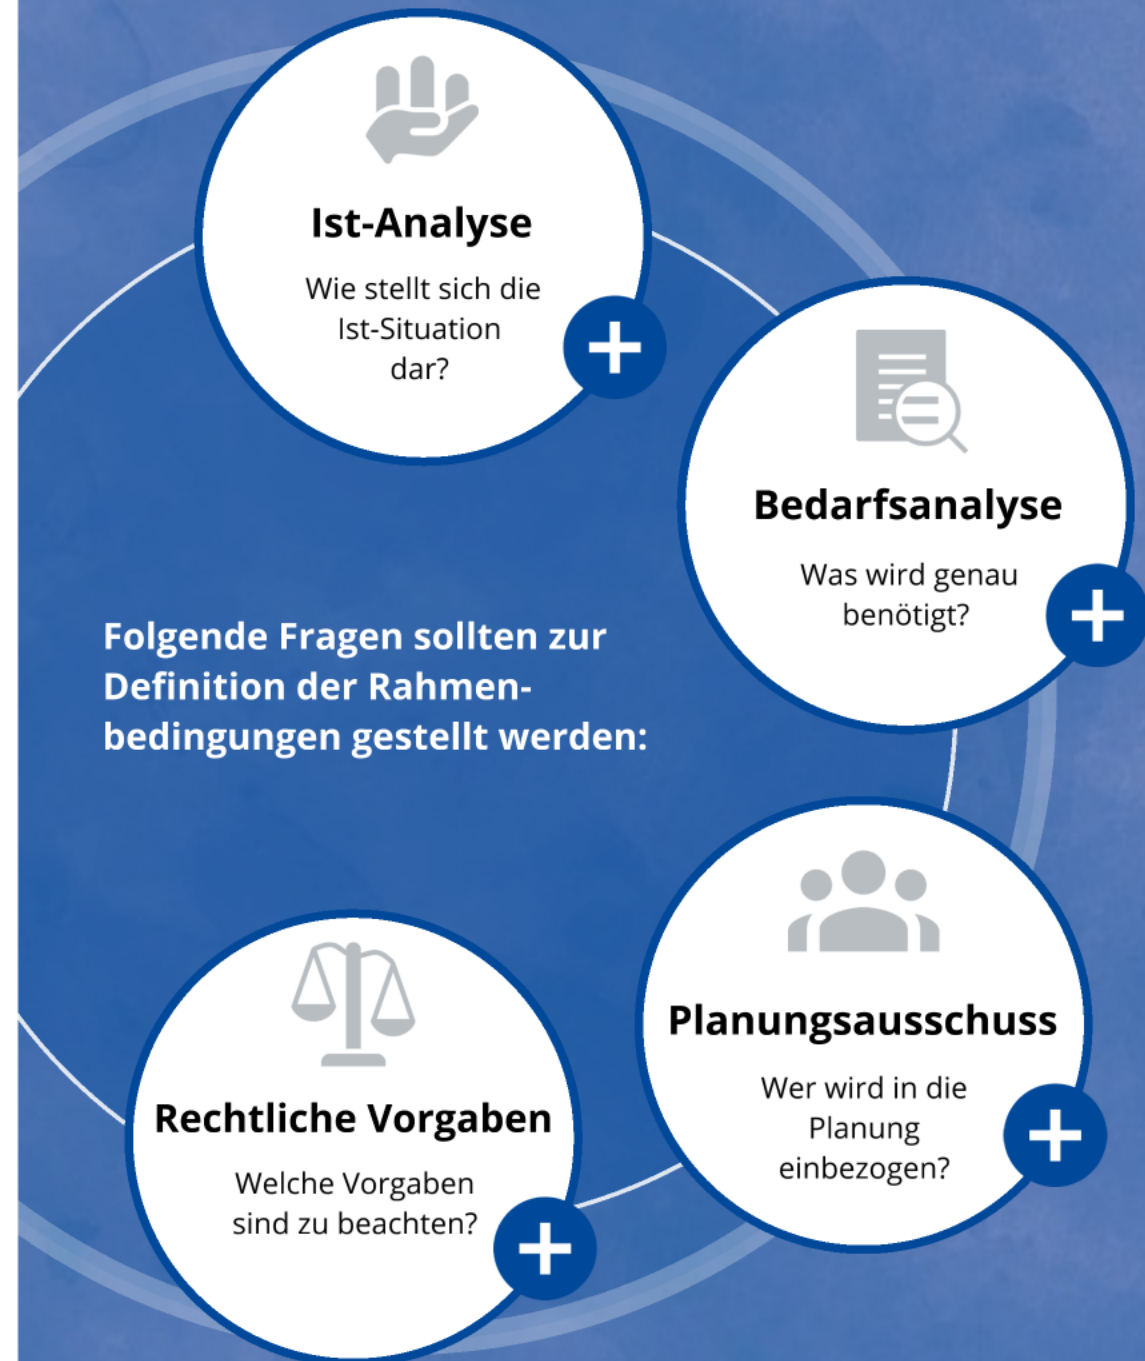 Ist-Analyse
Wie stellt sich die
Ist-Situation
dar?
Bedarfsanalyse
Was wird genau
benötigt?
Folgende Fragen sollten zur
Definition der Rahmen-
bedingungen gestellt werden:
Planungsausschuss
Wer wird in die
Planung
einbezogen?
Rechtliche Vorgaben
Welche Vorgaben
sind zu beachten?